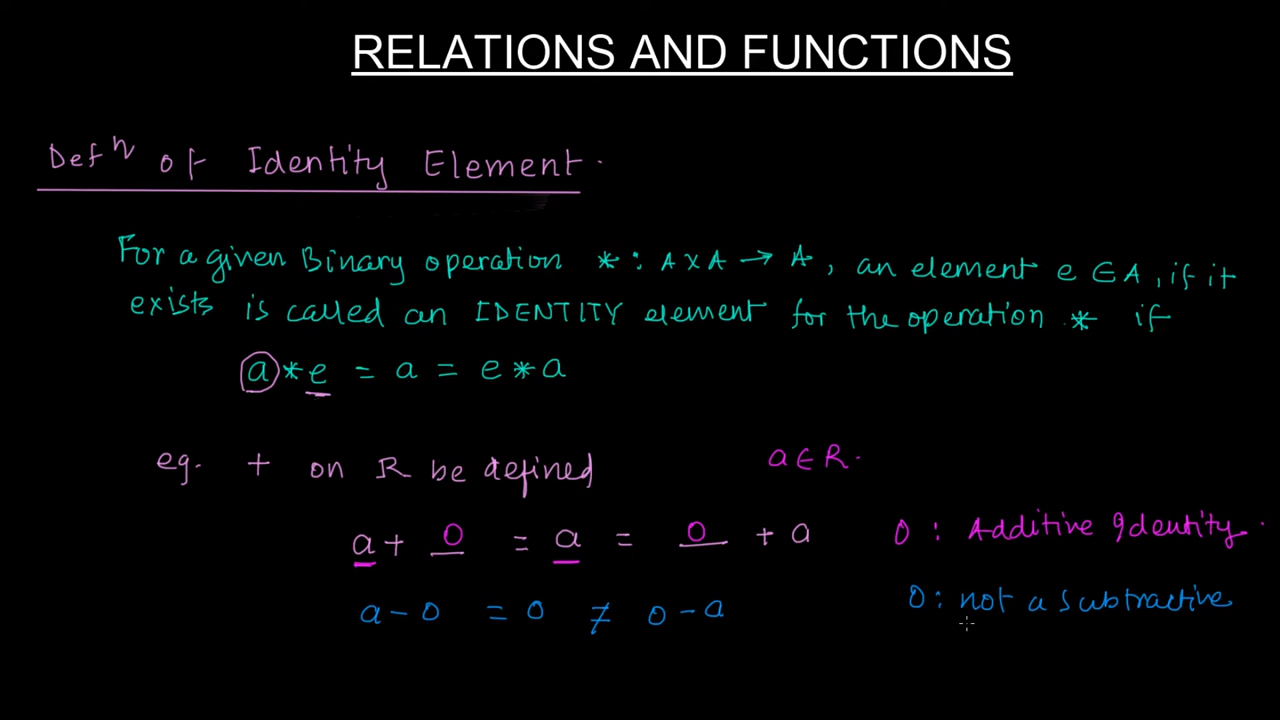 RELATIONS AND FUNCTIONS
Defⁿ of Identity Element.
For a given Binary operation * : A x A → A, an element e ∈ A, if it
exists is called an IDENTITY element for the operation * if
a * e = a = e * a
eg. + on R be defined a ∈ R.
a + 0 = a = 0 + a 0 : Additive Identity.
a - 0 = 0 ≠ 0 - a 0 : not a subtractive